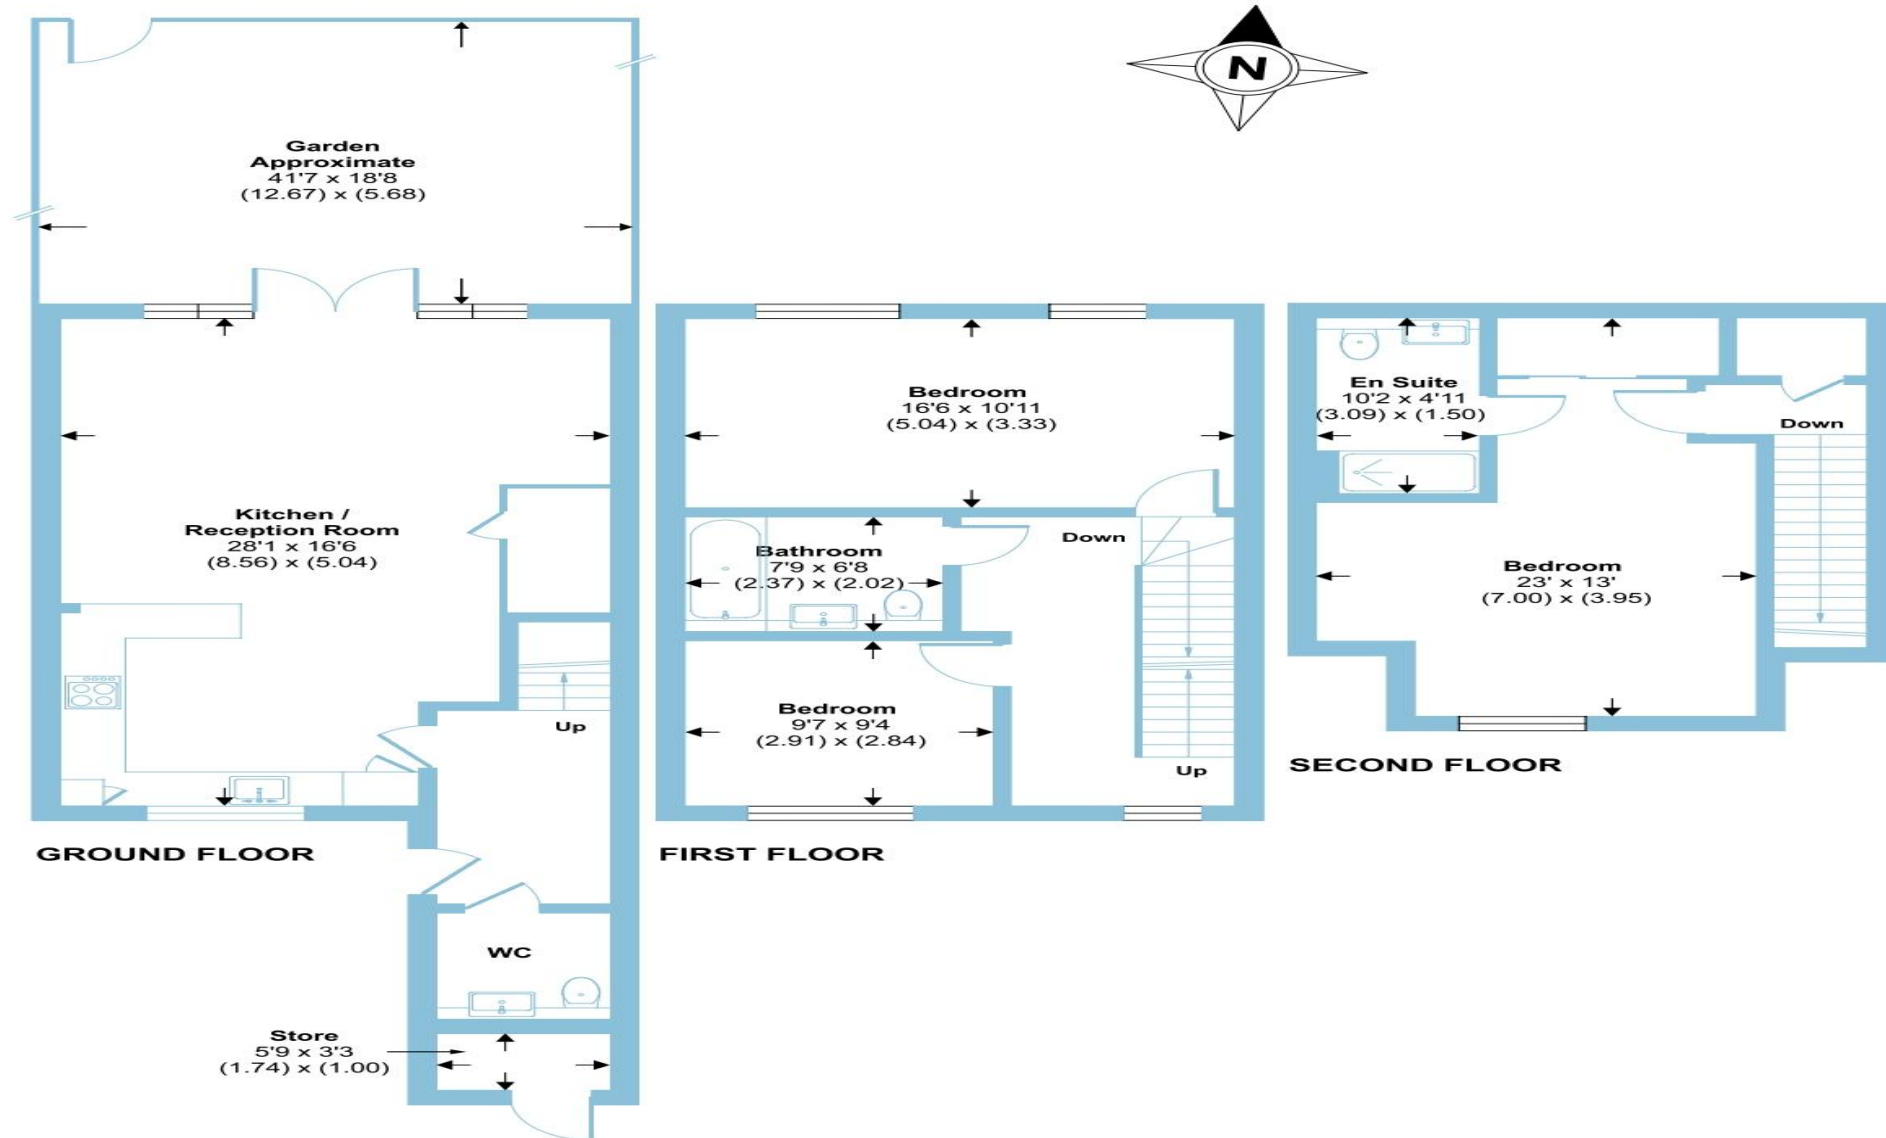 N
Garden
Approximate
41'7 x 18'8
(12.67) x (5.68)
Kitchen /
Reception Room
28'1 x 16'6
(8.56) x (5.04)
Up
WC
Store
5'9 x 3'3
(1.74) x (1.00)
GROUND FLOOR
Bedroom
16'6 x 10'11
(5.04) x (3.33)
Bathroom
7'9 x 6'8
(2.37) x (2.02)
Down
Bedroom
9'7 x 9'4
(2.91) x (2.84)
Up
FIRST FLOOR
En Suite
10'2 x 4'11
(3.09) x (1.50)
Down
Bedroom
23' x 13'
(7.00) x (3.95)
SECOND FLOOR